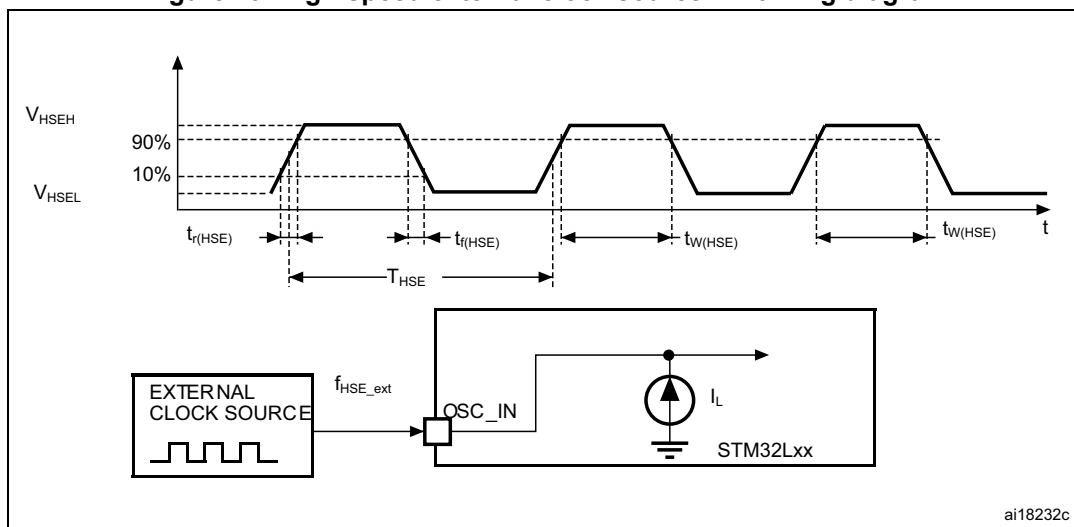 V_HSEH
90%
10%
V_HSEL
t_r(HSE)
t_f(HSE)
t_W(HSE)
t_W(HSE)
t
T_HSE
EXTERNAL
CLOCK SOURCE
f_HSE_ext
OSC_IN
I_L
STM32Lxx
ai18232c